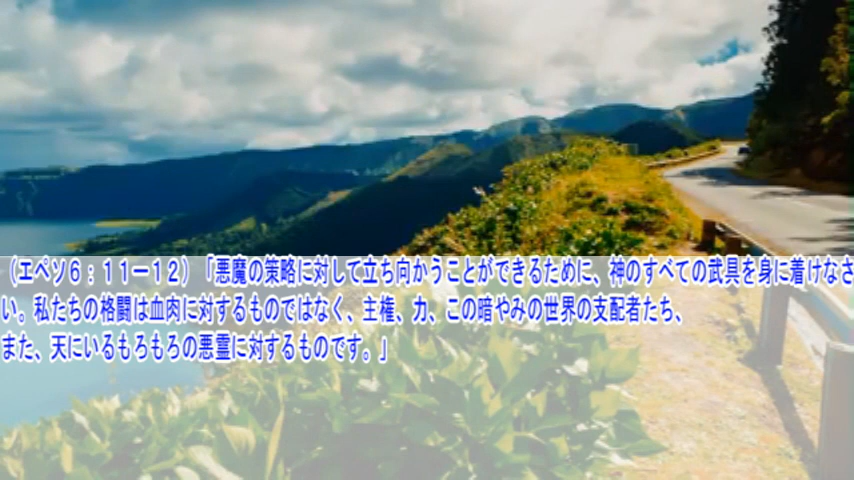 （エペソ６：１１ー１２）「悪魔の策略に対して立ち向かうことができるために、神のすべての武具を身に着けなさ
い。私たちの格闘は血肉に対するものではなく、主権、力、この暗やみの世界の支配者たち、
また、天にいるもろもろの悪霊に対するものです。」